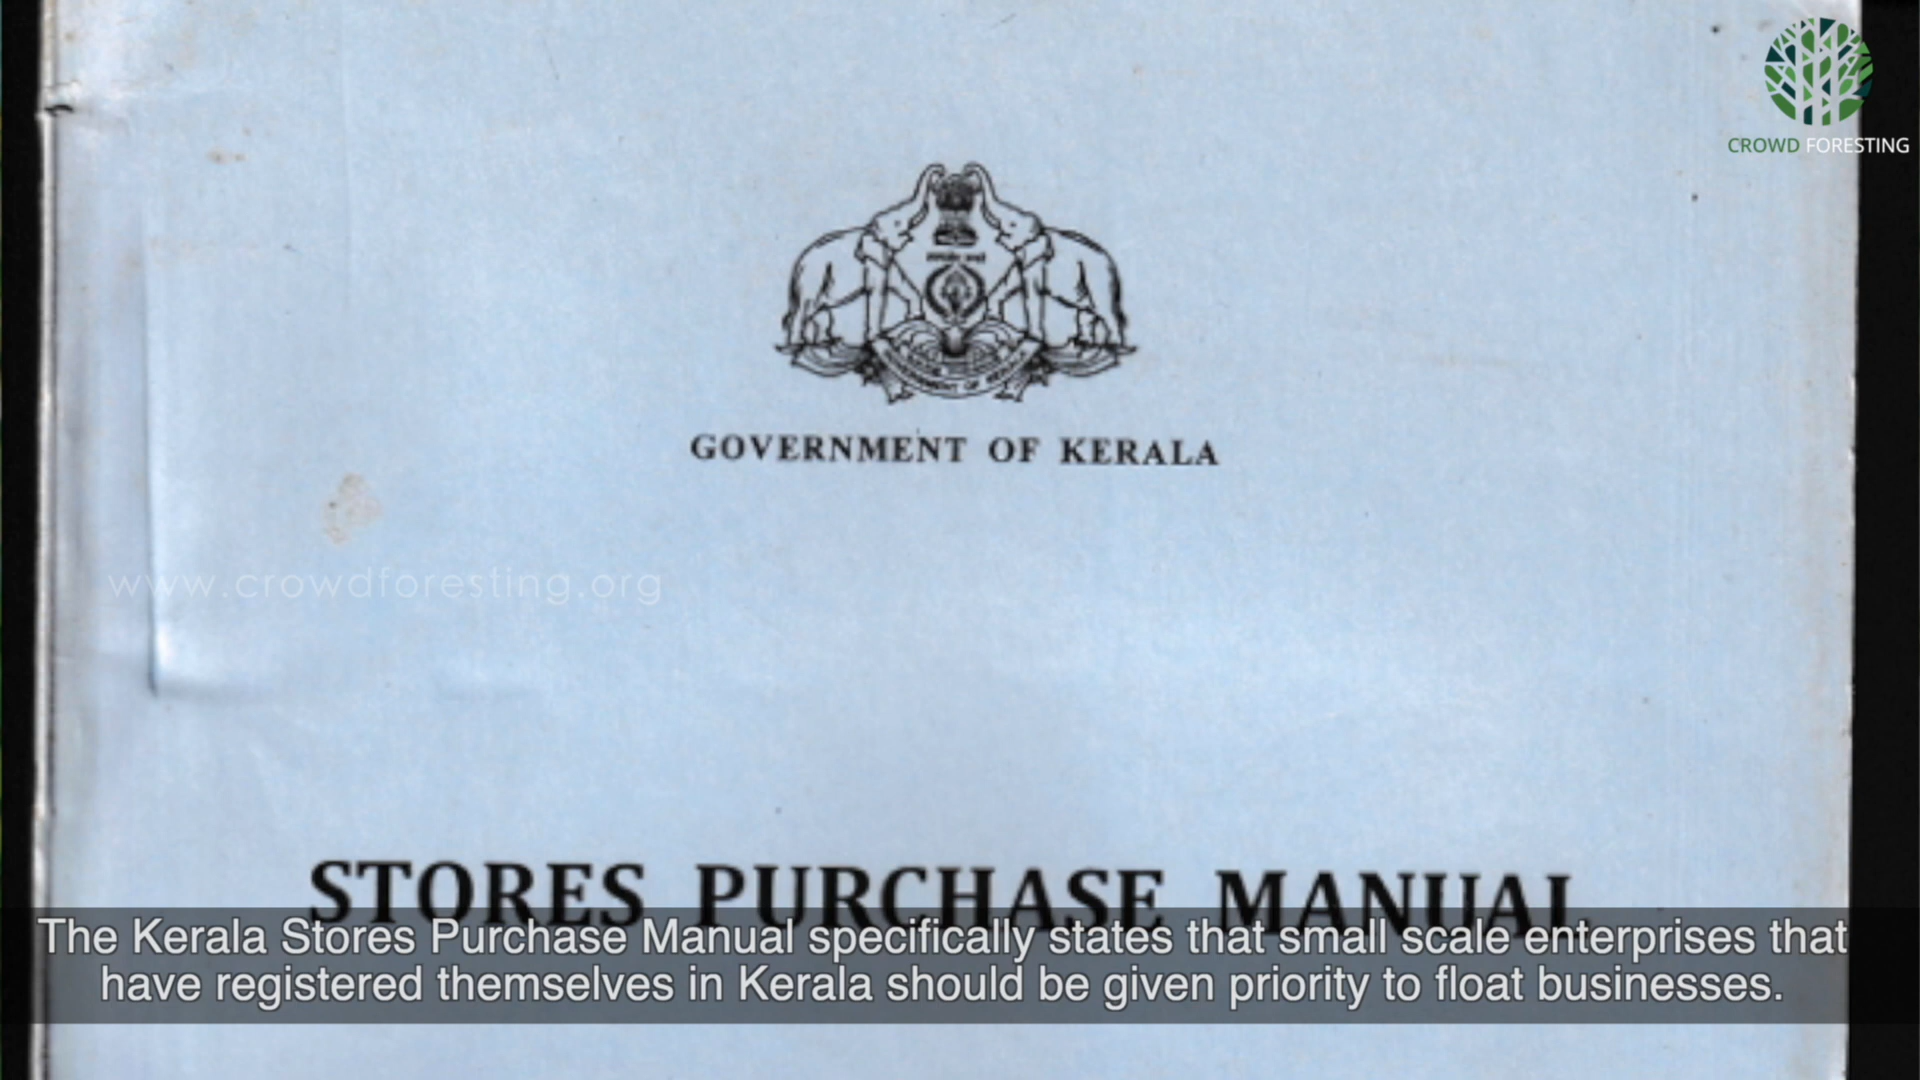 CROWD FORESTING
GOVERNMENT OF KERALA
www.crowdforesting.org
STORES PURCHASE MANUAL
The Kerala Stores Purchase Manual specifically states that small scale enterprises that
have registered themselves in Kerala should be given priority to float businesses.